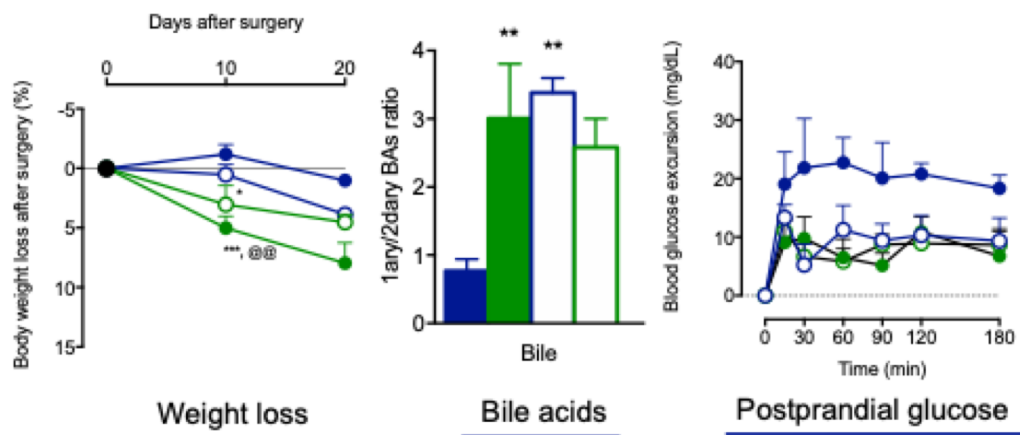 Days after surgery
0 10 20
Body weight loss after surgery (%)
-5
0
5
10
15
*
***, @@
Weight loss
1ary/2dary BAs ratio
4
3
2
1
0
** **
Bile
Bile acids
Blood glucose excursion (mg/dL)
40
30
20
10
0
0 30 60 90 120 180
Time (min)
Postprandial glucose